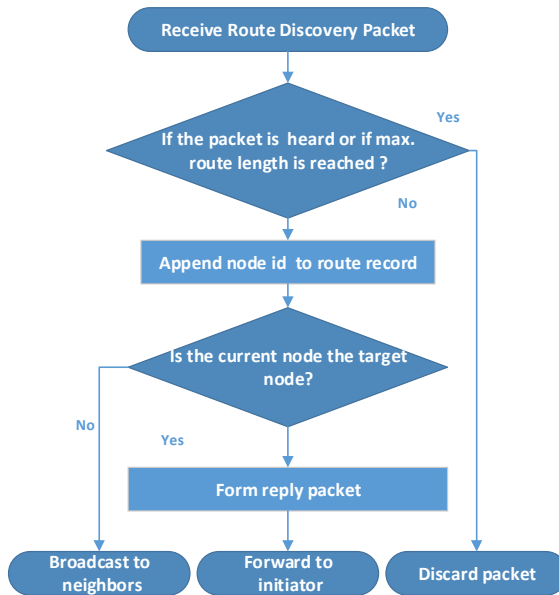 Receive Route Discovery Packet
If the packet is heard or if max.
route length is reached ?
Yes
No
Append node id to route record
Is the current node the target
node?
No
Yes
Form reply packet
Broadcast to
neighbors
Forward to
initiator
Discard packet